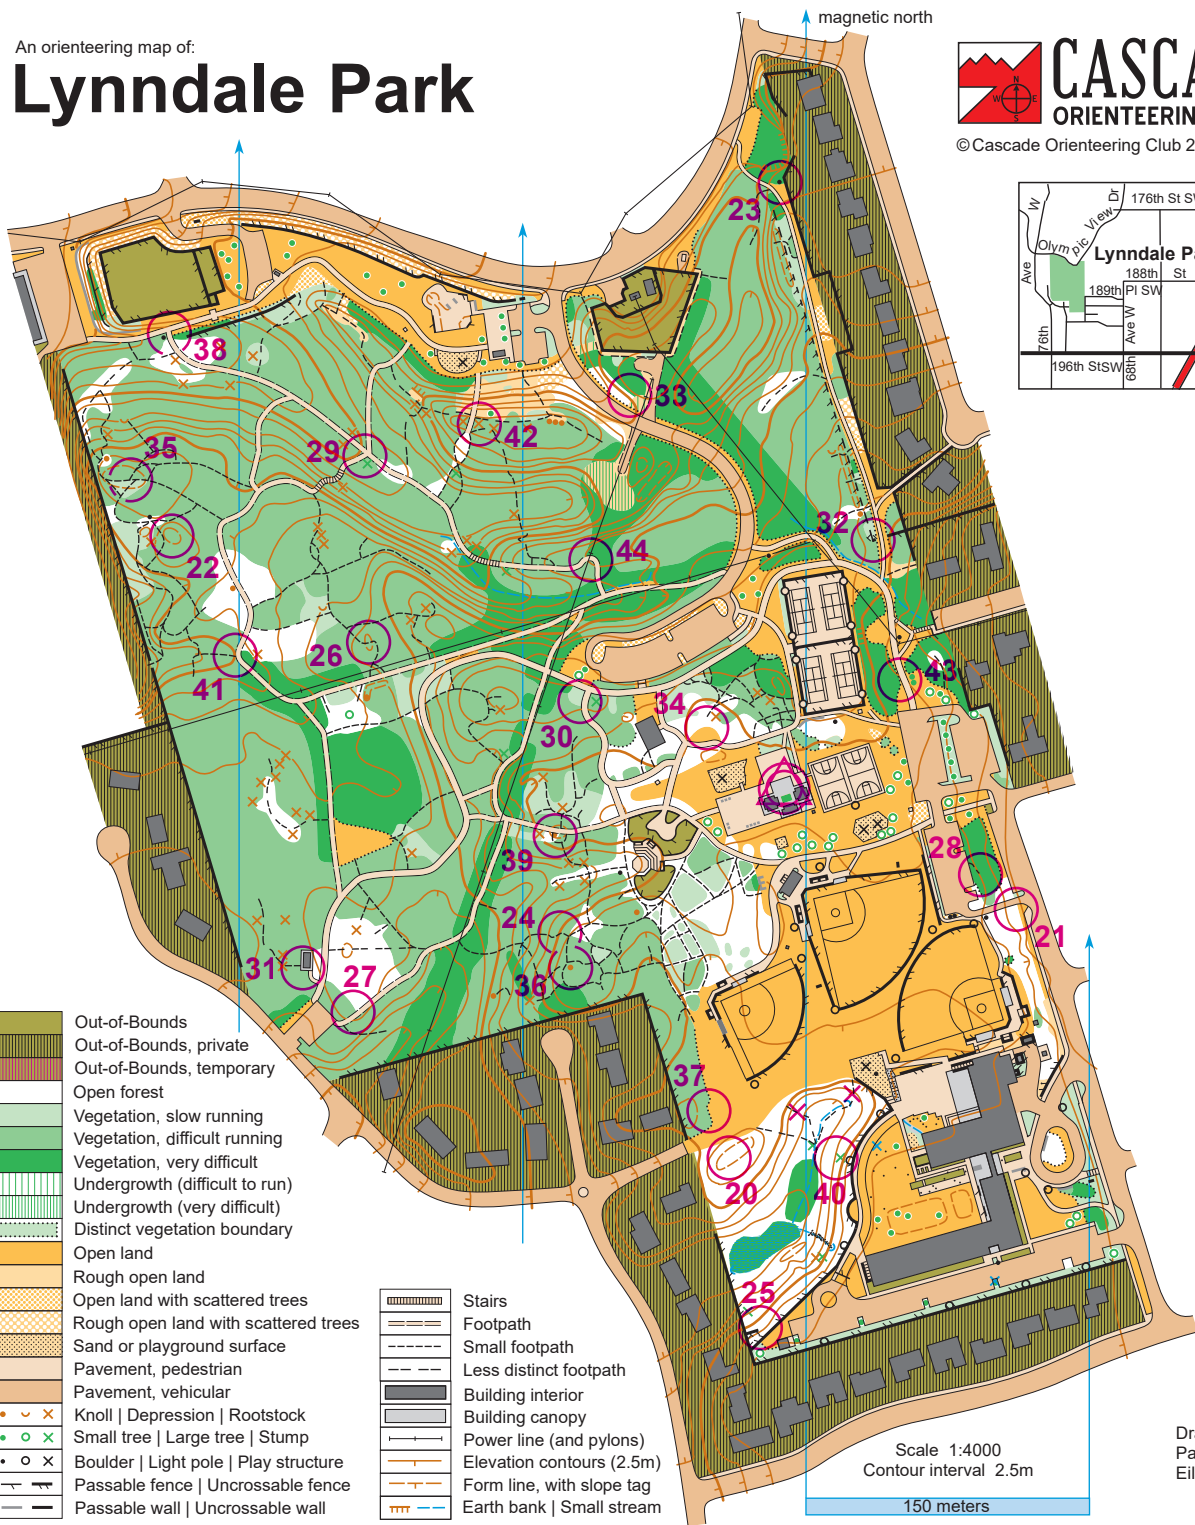 An orienteering map of:
Lynndale Park
magnetic north
CASCA
ORIENTEERIN
© Cascade Orienteering Club 2
N
W E
S
W
Dr
176th St SW
View
Olympic
Lynndale Pa
Ave
188th St
189th Pl SW
Ave W
76th
68th
196th StSW
23
38
33
35
29
42
32
22
44
26
41
43
34
30
39
28
24
21
31
27
36
37
20
40
25
Out-of-Bounds
Out-of-Bounds, private
Out-of-Bounds, temporary
Open forest
Vegetation, slow running
Vegetation, difficult running
Vegetation, very difficult
Undergrowth (difficult to run)
Undergrowth (very difficult)
Distinct vegetation boundary
Open land
Rough open land
Open land with scattered trees
Rough open land with scattered trees
Sand or playground surface
Pavement, pedestrian
Pavement, vehicular
Knoll | Depression | Rootstock
Small tree | Large tree | Stump
Boulder | Light pole | Play structure
Passable fence | Uncrossable fence
Passable wall | Uncrossable wall
Stairs
Footpath
Small footpath
Less distinct footpath
Building interior
Building canopy
Power line (and pylons)
Elevation contours (2.5m)
Form line, with slope tag
Earth bank | Small stream
Scale 1:4000
Contour interval 2.5m
150 meters
Dra
Pa
Eil